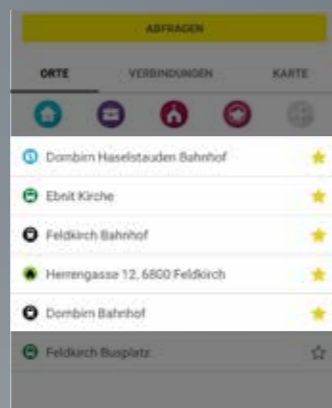 ABFRAGEN
ORTE VERBINDUNGEN KARTE
Dornbirn Haselstauden Bahnhof
Ebnit Kirche
Feldkirch Bahnhof
Herrengasse 12, 6800 Feldkirch
Dornbirn Bahnhof
Feldkirch Busplatz